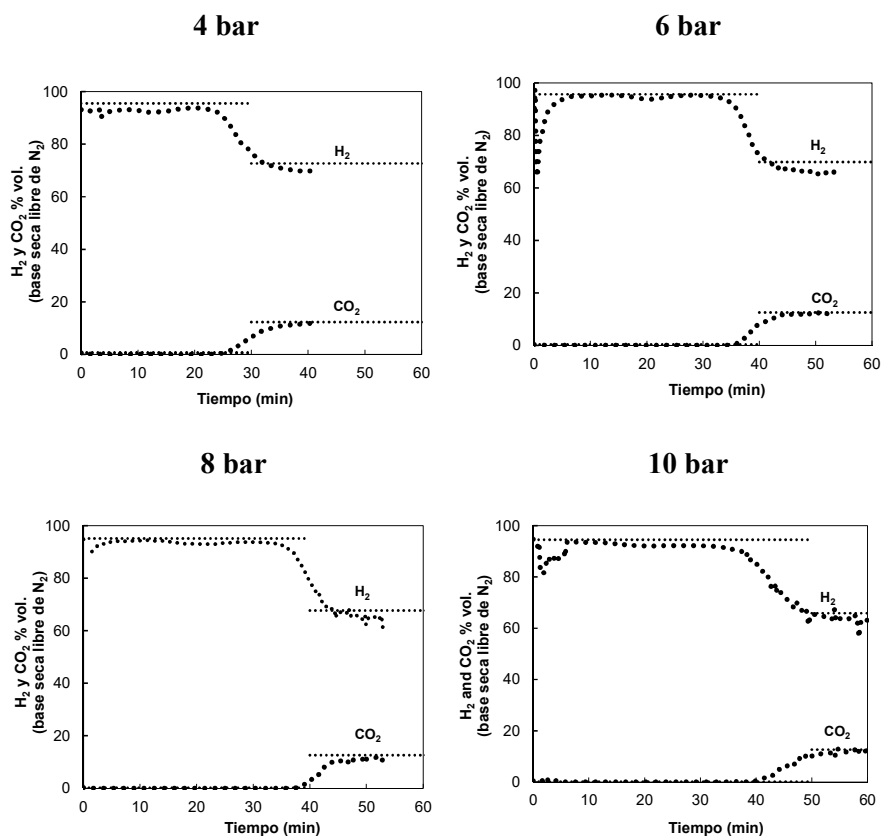 4 bar
6 bar
H2 y CO2 % vol.
(base seca libre de N2)
100
80
60
40
20
0
H2
CO2
0 10 20 30 40 50 60
Tiempo (min)
H2 y CO2 % vol.
(base seca libre de N2)
100
80
60
40
20
0
H2
CO2
0 10 20 30 40 50 60
Tiempo (min)
8 bar
10 bar
H2 y CO2 % vol.
(base seca libre de N2)
100
80
60
40
20
0
H2
CO2
0 10 20 30 40 50 60
Tiempo (min)
H2 and CO2 % vol.
(base seca libre de N2)
100
80
60
40
20
0
H2
CO2
0 10 20 30 40 50 60
Tiempo (min)